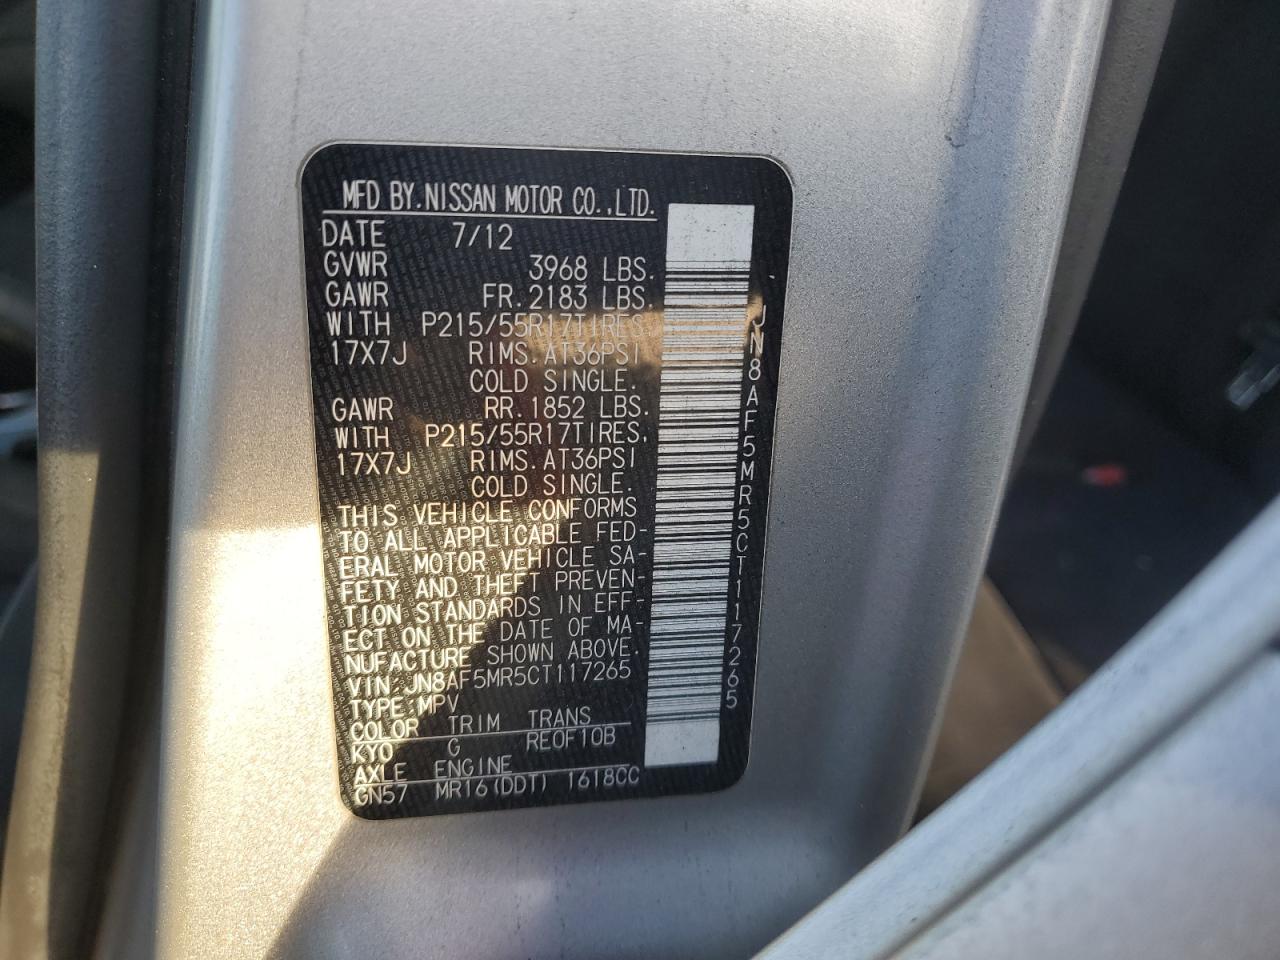 MFD BY.NISSAN MOTOR CO.,LTD.
DATE 7/12
GVWR 3968 LBS.
GAWR FR.2183 LBS.
WITH P215/55R17TIRES.
17X7J RIMS.AT36PSI
COLD SINGLE.
GAWR RR.1852 LBS.
WITH P215/55R17TIRES.
17X7J RIMS.AT36PSI
COLD SINGLE.
THIS VEHICLE CONFORMS
TO ALL APPLICABLE FED-
ERAL MOTOR VEHICLE SA-
FETY AND THEFT PREVEN-
TION STANDARDS IN EFF-
ECT ON THE DATE OF MA-
NUFACTURE SHOWN ABOVE.
VIN:JN8AF5MR5CT117265
TYPE:MPV
COLOR TRIM TRANS
KY0 G RE0F10B
AXLE ENGINE
GN57 MR16(DDT) 1618CC
JN8AF5MR5CT117265